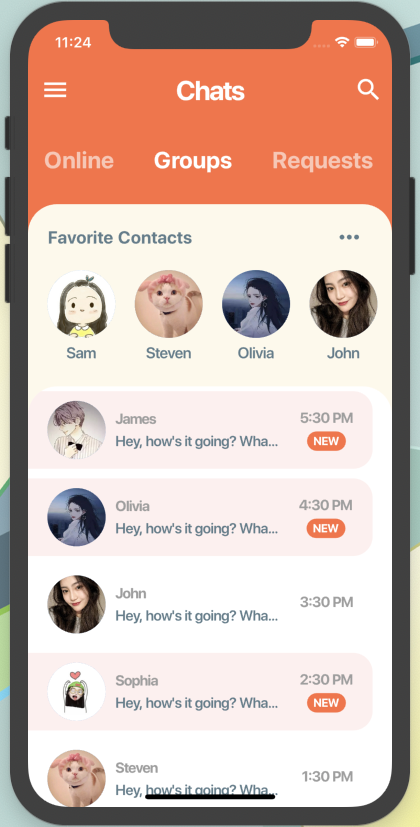 11:24
Chats
Online Groups Requests
Favorite Contacts
Sam Steven Olivia John
James 5:30 PM
Hey, how's it going? Wha... NEW
Olivia 4:30 PM
Hey, how's it going? Wha... NEW
John
3:30 PM
Hey, how's it going? Wha...
Sophia 2:30 PM
Hey, how's it going? Wha... NEW
Steven
1:30 PM
Hey, how's it going? Wha...